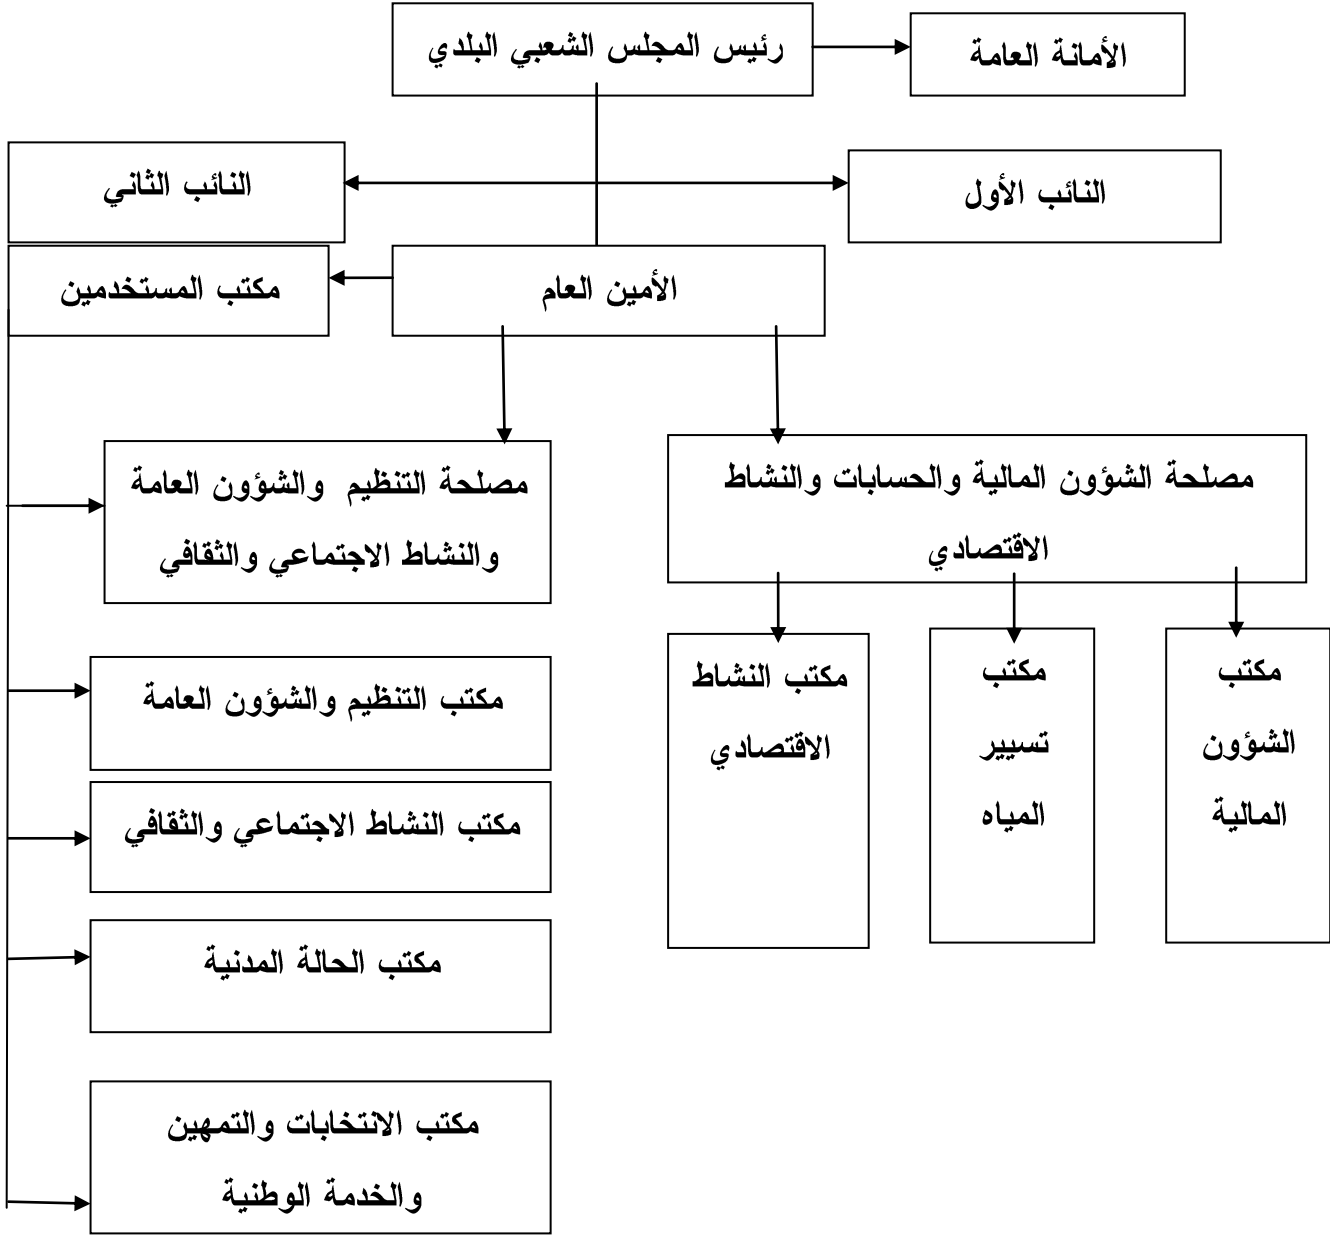 رئيس المجلس الشعبي البلدي
الأمانة العامة
النائب الأول
النائب الثاني
الأمين العام
مكتب المستخدمين
مصلحة الشؤون المالية والحسابات والنشاط
الاقتصادي
مصلحة التنظيم والشؤون العامة
والنشاط الاجتماعي والثقافي
مكتب
الشؤون
المالية
مكتب
تسيير
المياه
مكتب النشاط
الاقتصادي
مكتب التنظيم والشؤون العامة
مكتب النشاط الاجتماعي والثقافي
مكتب الحالة المدنية
مكتب الانتخابات والتمهين
والخدمة الوطنية